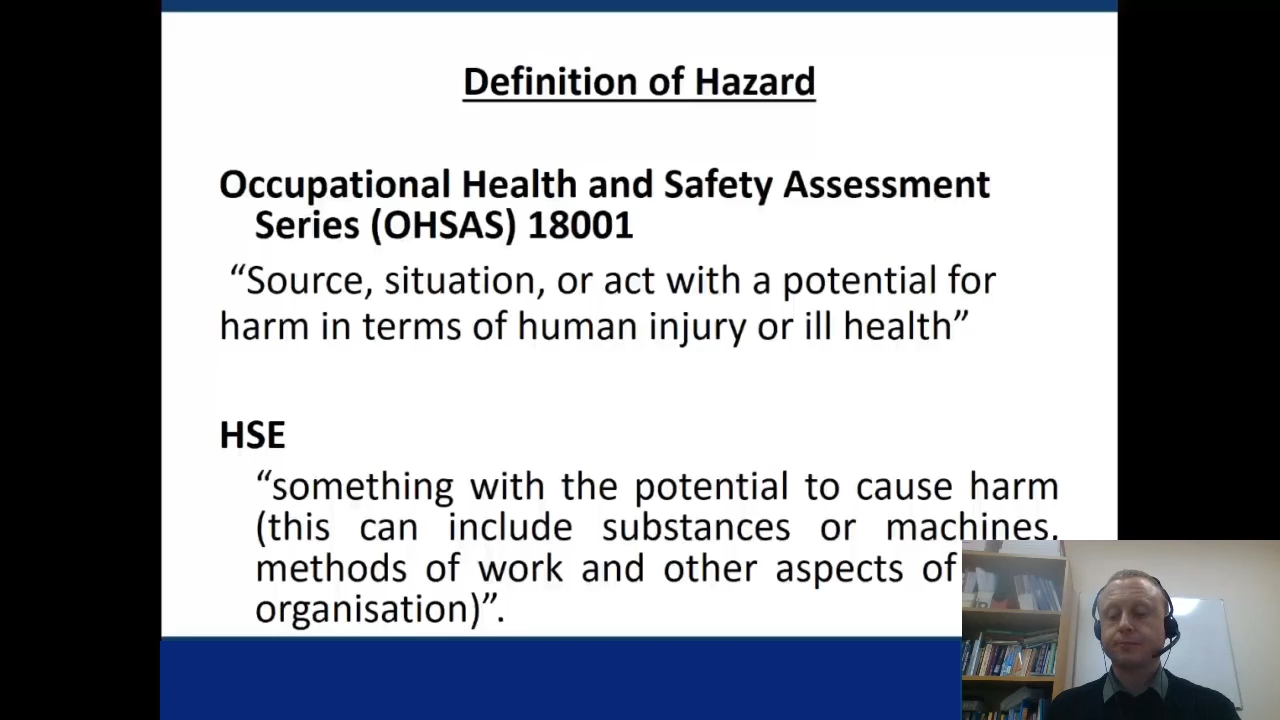 Definition of Hazard
Occupational Health and Safety Assessment
Series (OHSAS) 18001
“Source, situation, or act with a potential for
harm in terms of human injury or ill health”
HSE
“something with the potential to cause harm
(this can include substances or machines,
methods of work and other aspects of
organisation)”.